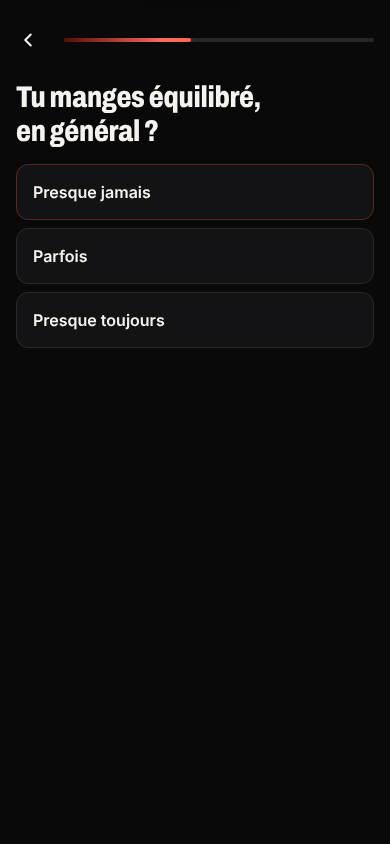 Tu manges équilibré,
en général ?
Presque jamais
Parfois
Presque toujours